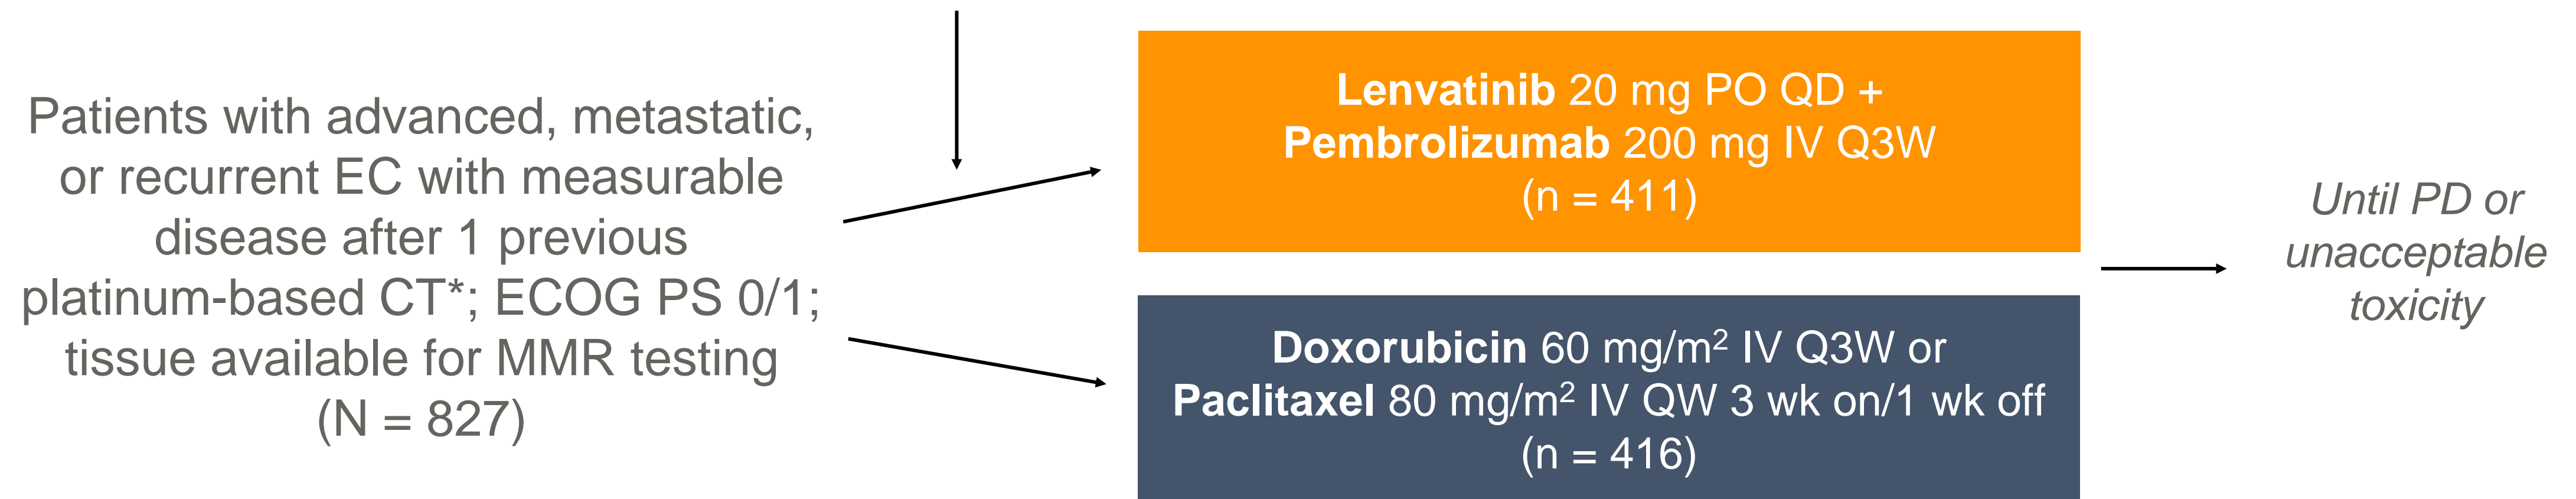 Patients with advanced, metastatic,
or recurrent EC with measurable
disease after 1 previous
platinum-based CT*; ECOG PS 0/1;
tissue available for MMR testing
(N = 827)
Lenvatinib 20 mg PO QD +
Pembrolizumab 200 mg IV Q3W
(n = 411)
Doxorubicin 60 mg/m² IV Q3W or
Paclitaxel 80 mg/m² IV QW 3 wk on/1 wk off
(n = 416)
Until PD or
unacceptable
toxicity